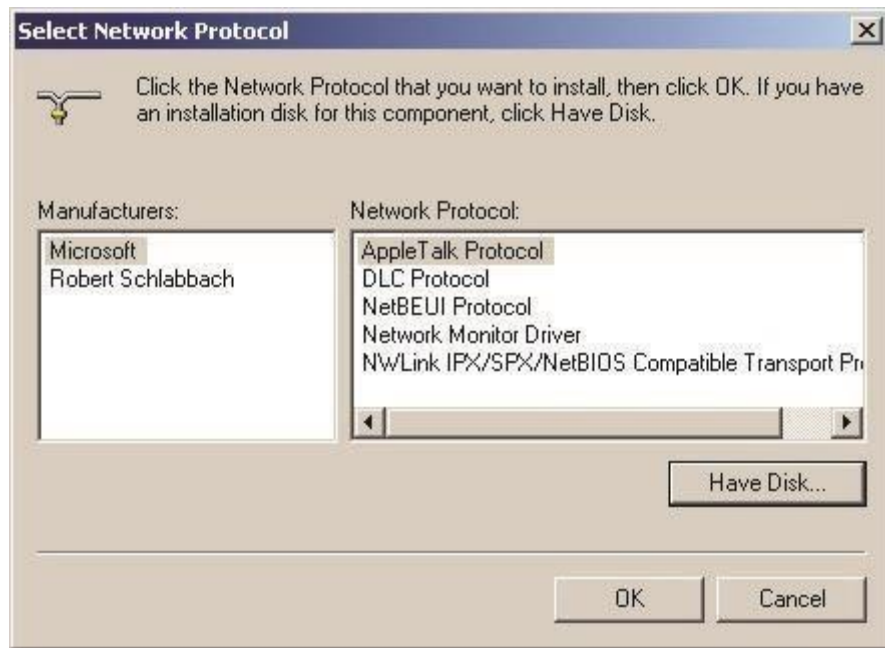 Select Network Protocol
Click the Network Protocol that you want to install, then click OK. If you have
an installation disk for this component, click Have Disk.
Manufacturers:
Microsoft
Robert Schlabbach
Network Protocol:
AppleTalk Protocol
DLC Protocol
NetBEUI Protocol
Network Monitor Driver
NWLink IPX/SPX/NetBIOS Compatible Transport Pr
Have Disk...
OK
Cancel